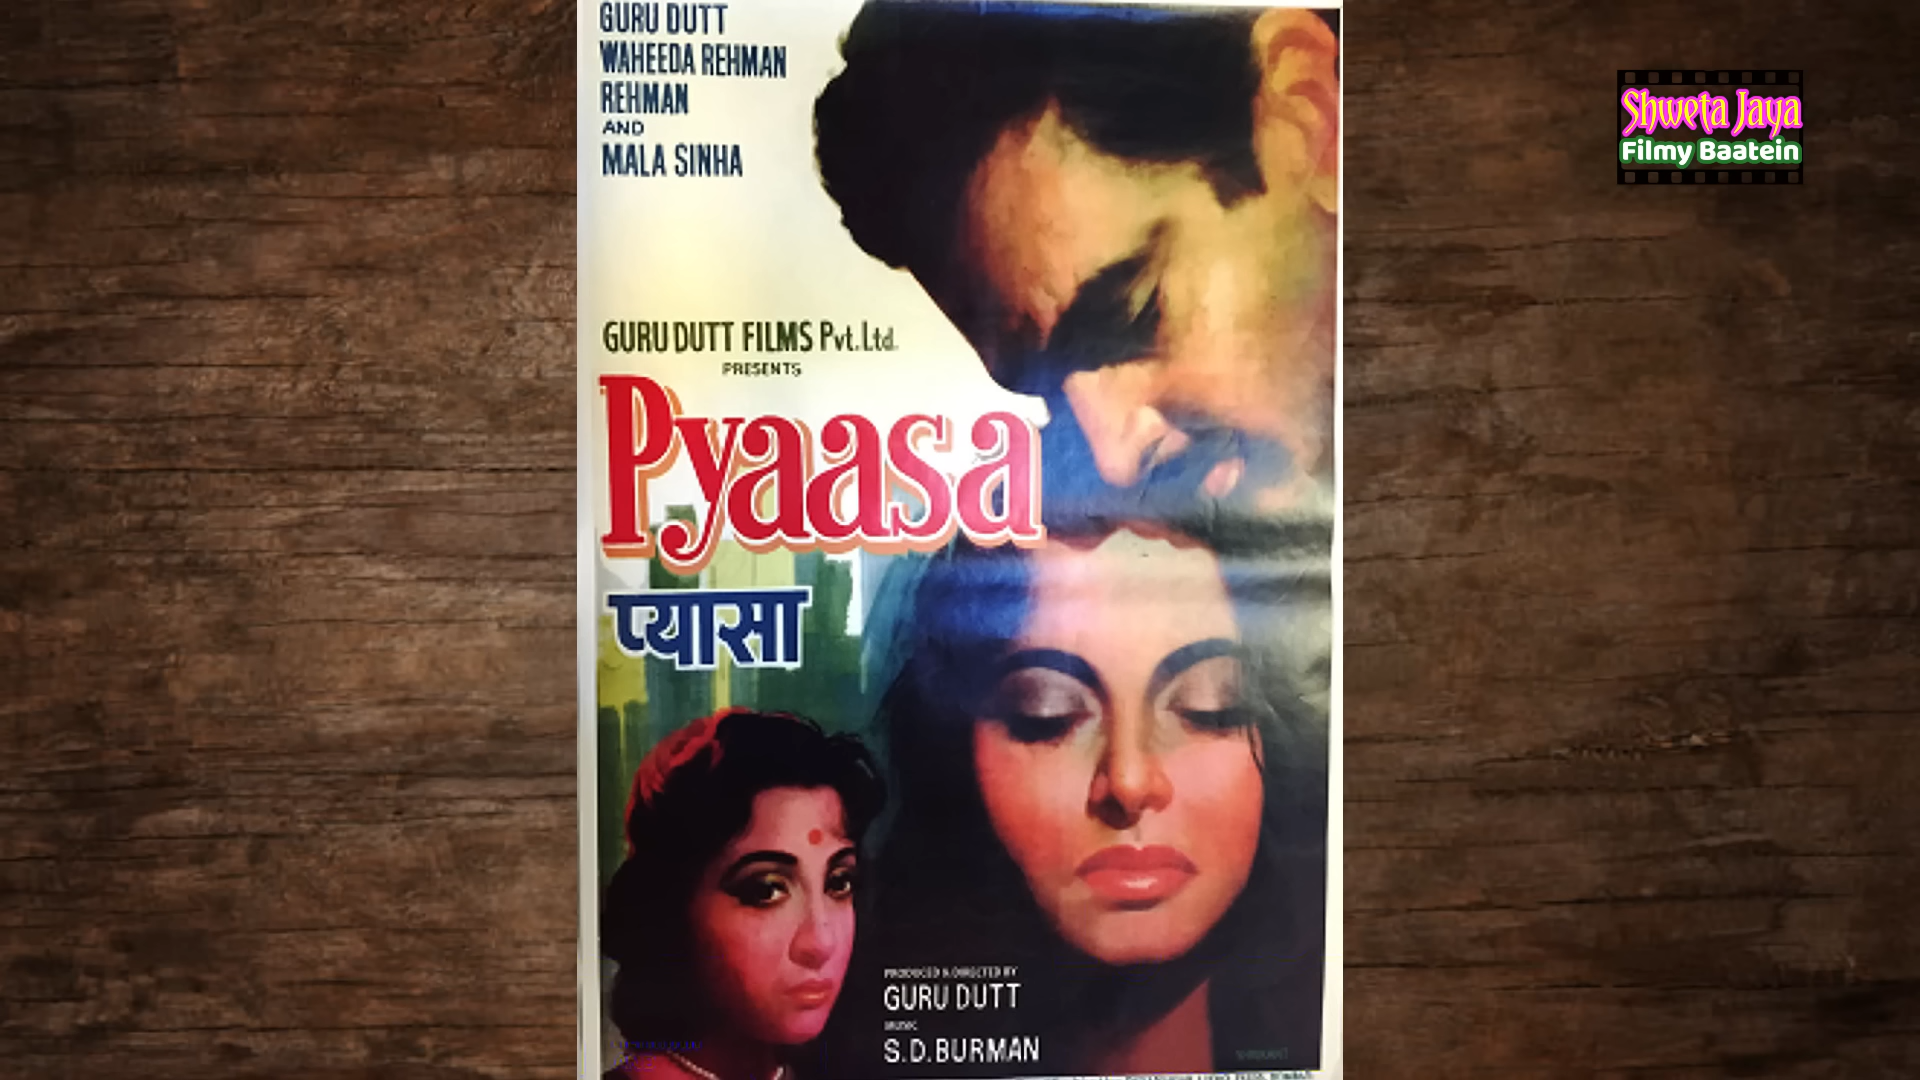 GURU DUTT
WAHEEDA REHMAN
REHMAN
AND
MALA SINHA
GURU DUTT FILMS Pvt. Ltd.
PRESENTS
Pyaasa
प्यासा
PRODUCED & DIRECTED BY
GURU DUTT
MUSIC
S.D. BURMAN
Shweta Jaya
Filmy Baatein